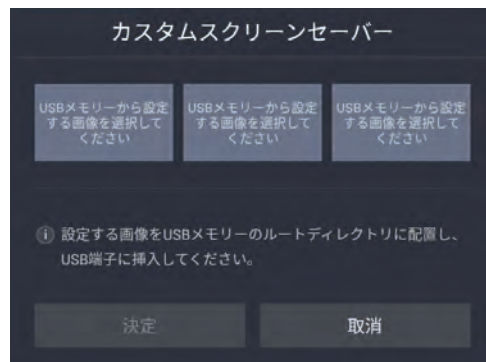 カスタムスクリーンセーバー
USBメモリーから設定
する画像を選択して
ください
USBメモリーから設定
する画像を選択して
ください
USBメモリーから設定
する画像を選択して
ください
設定する画像をUSBメモリーのルートディレクトリに配置し、
USB端子に挿入してください。
決定
取消